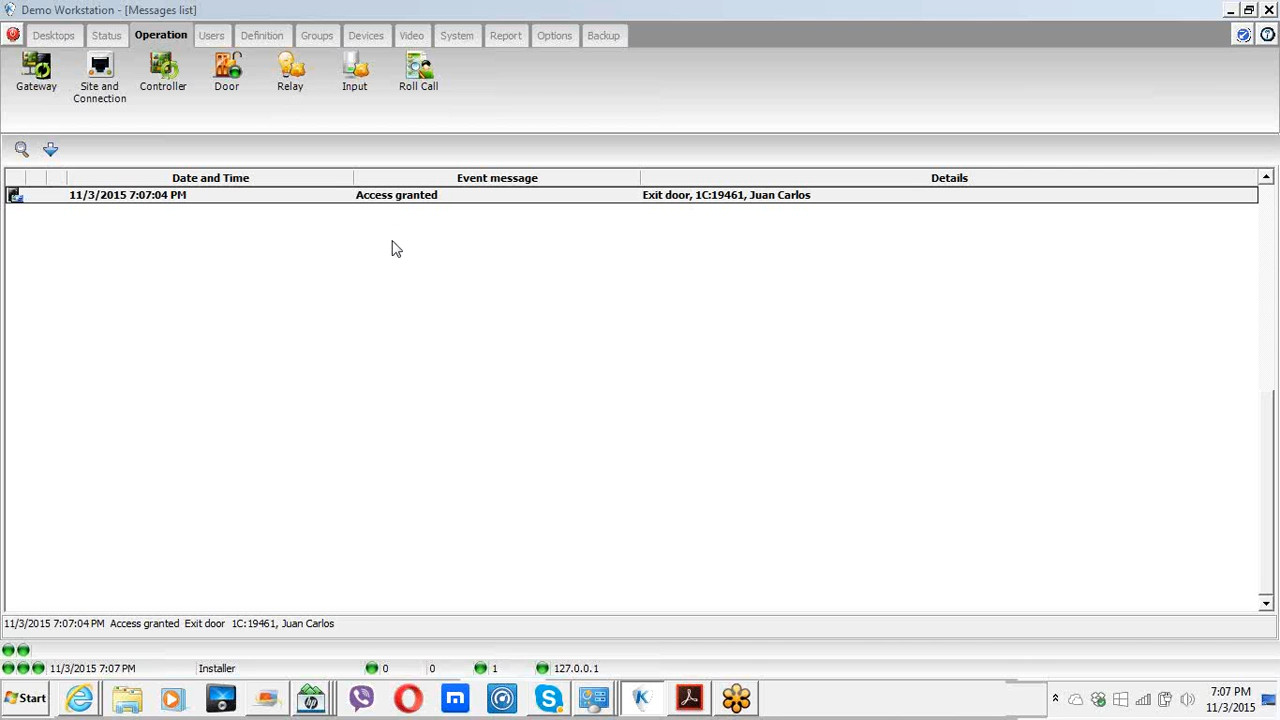 Demo Workstation - [Messages list]
Desktops Status Operation Users Definition Groups Devices Video System Report Options Backup
Gateway Site and Connection Controller Door Relay Input Roll Call
Date and Time Event message Details
11/3/2015 7:07:04 PM Access granted Exit door, 1C:19461, Juan Carlos
11/3/2015 7:07:04 PM Access granted Exit door 1C:19461, Juan Carlos
11/3/2015 7:07 PM Installer 0 0 1 127.0.0.1
Start 7:07 PM
11/3/2015